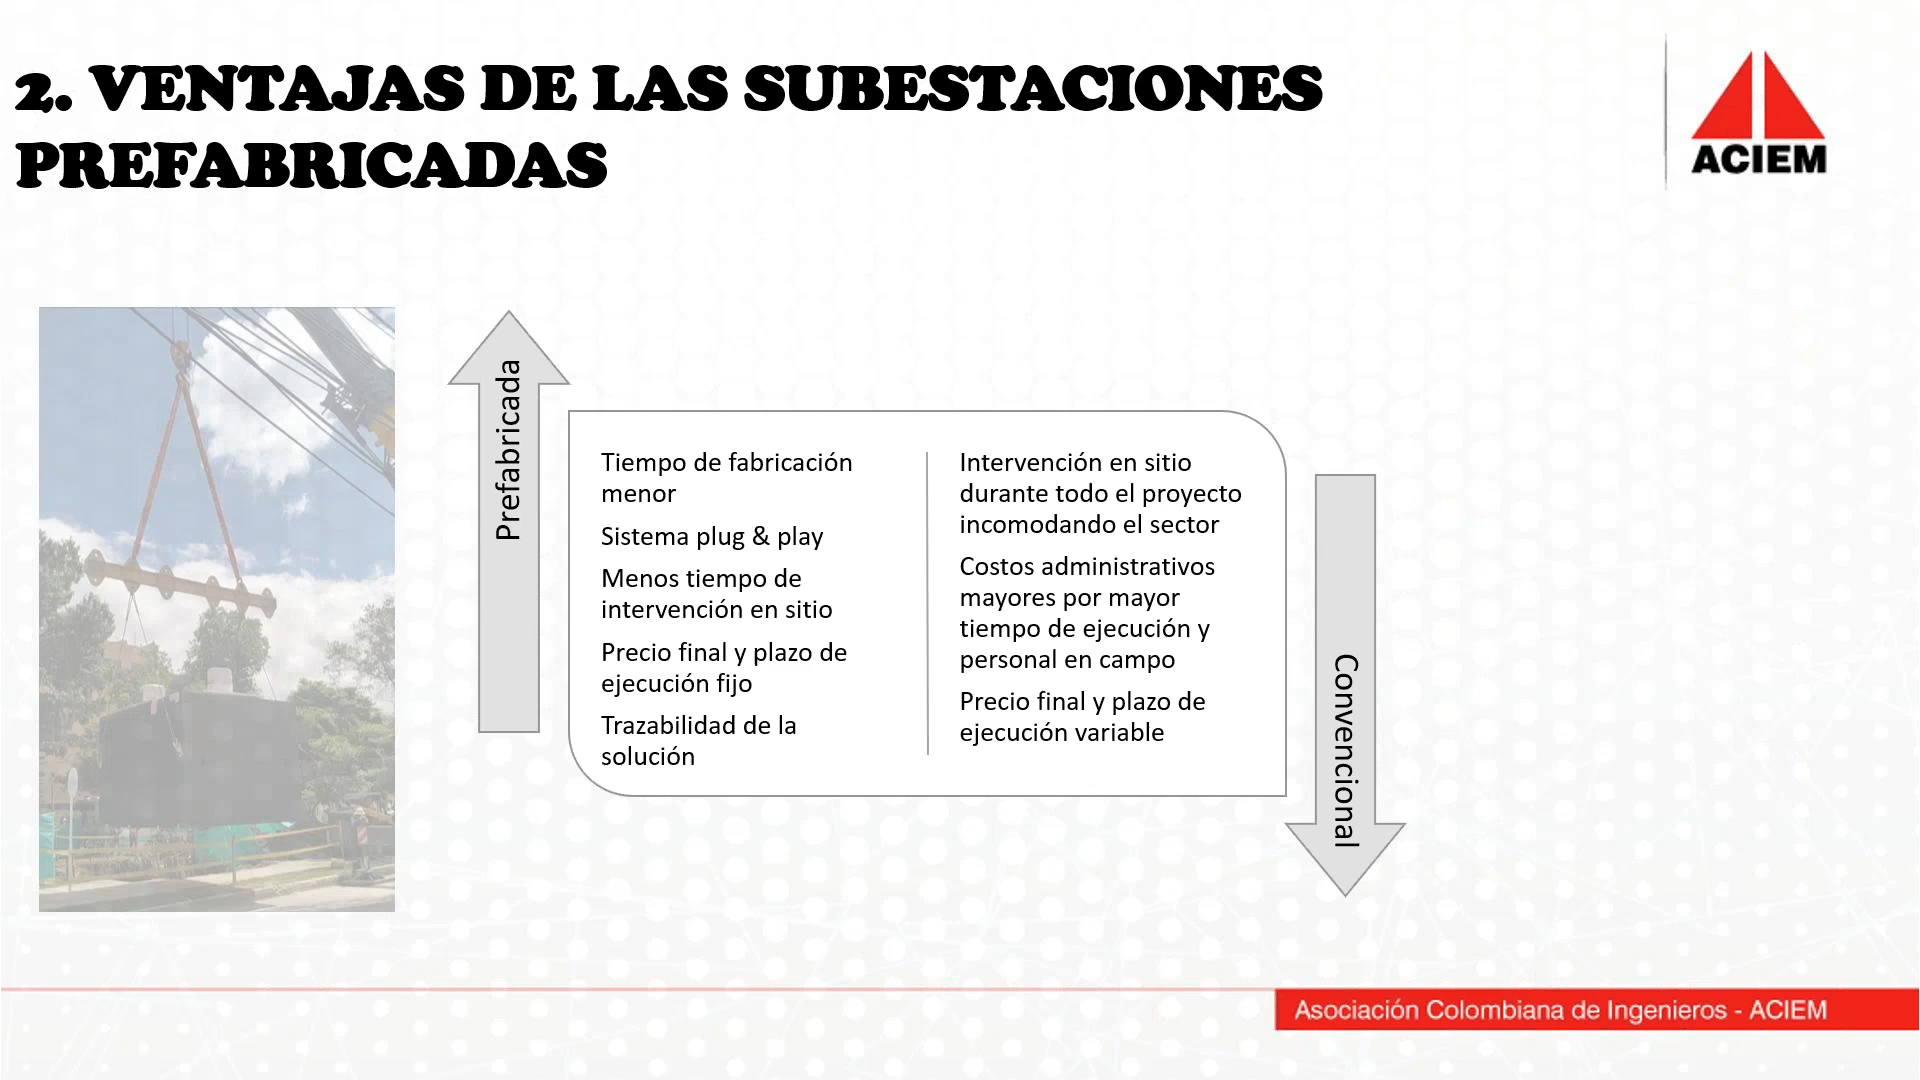 2. VENTAJAS DE LAS SUBESTACIONES
PREFABRICADAS
ACIEM
Prefabricada
Tiempo de fabricación
menor
Sistema plug & play
Menos tiempo de
intervención en sitio
Precio final y plazo de
ejecución fijo
Trazabilidad de la
solución
Intervención en sitio
durante todo el proyecto
incomodando el sector
Costos administrativos
mayores por mayor
tiempo de ejecución y
personal en campo
Precio final y plazo de
ejecución variable
Convencional
Asociación Colombiana de Ingenieros - ACIEM